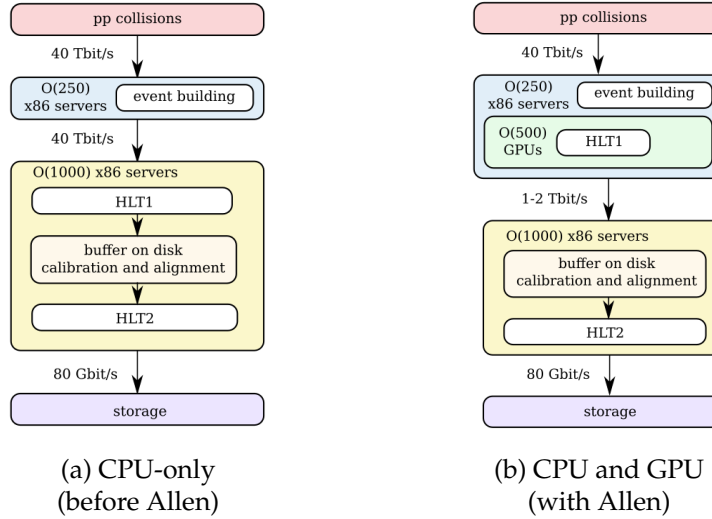 pp collisions
40 Tbit/s
O(250)
x86 servers
event building
40 Tbit/s
O(1000) x86 servers
HLT1
buffer on disk
calibration and alignment
HLT2
80 Gbit/s
storage
(a) CPU-only
(before Allen)
pp collisions
40 Tbit/s
O(250)
x86 servers
event building
O(500)
GPUs
HLT1
1-2 Tbit/s
O(1000) x86 servers
buffer on disk
calibration and alignment
HLT2
80 Gbit/s
storage
(b) CPU and GPU
(with Allen)